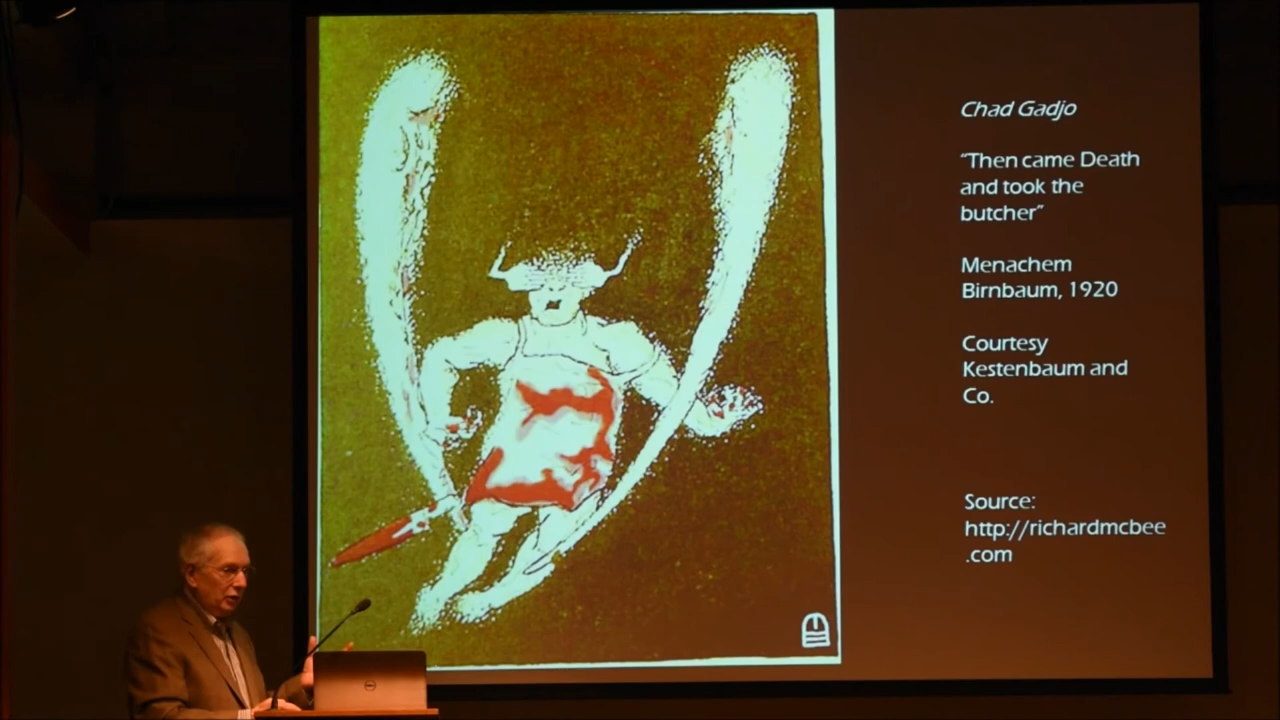 Chad Gadjo
“Then came Death
and took the
butcher”
Menachem
Birnbaum, 1920
Courtesy
Kestenbaum and
Co.
Source:
http://richardmcbee
.com